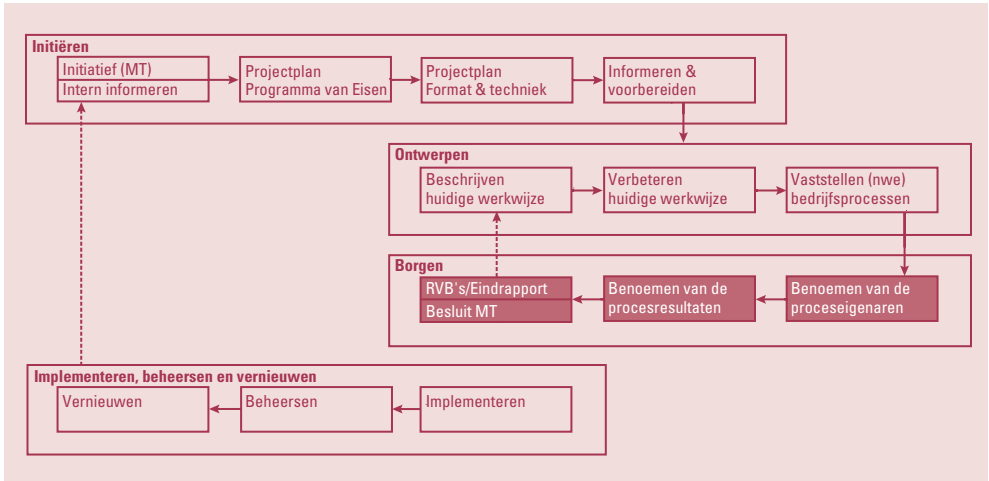 Initiëren
Initiatief (MT)
Intern informeren
Projectplan
Programma van Eisen
Projectplan
Format & techniek
Informeren &
voorbereiden
Ontwerpen
Beschrijven
huidige werkwijze
Verbeteren
huidige werkwijze
Vaststellen (nwe)
bedrijfsprocessen
Borgen
RVB's/Eindrapport
Besluit MT
Benoemen van de
procesresultaten
Benoemen van de
proceseigenaren
Implementeren, beheersen en vernieuwen
Vernieuwen
Beheersen
Implementeren